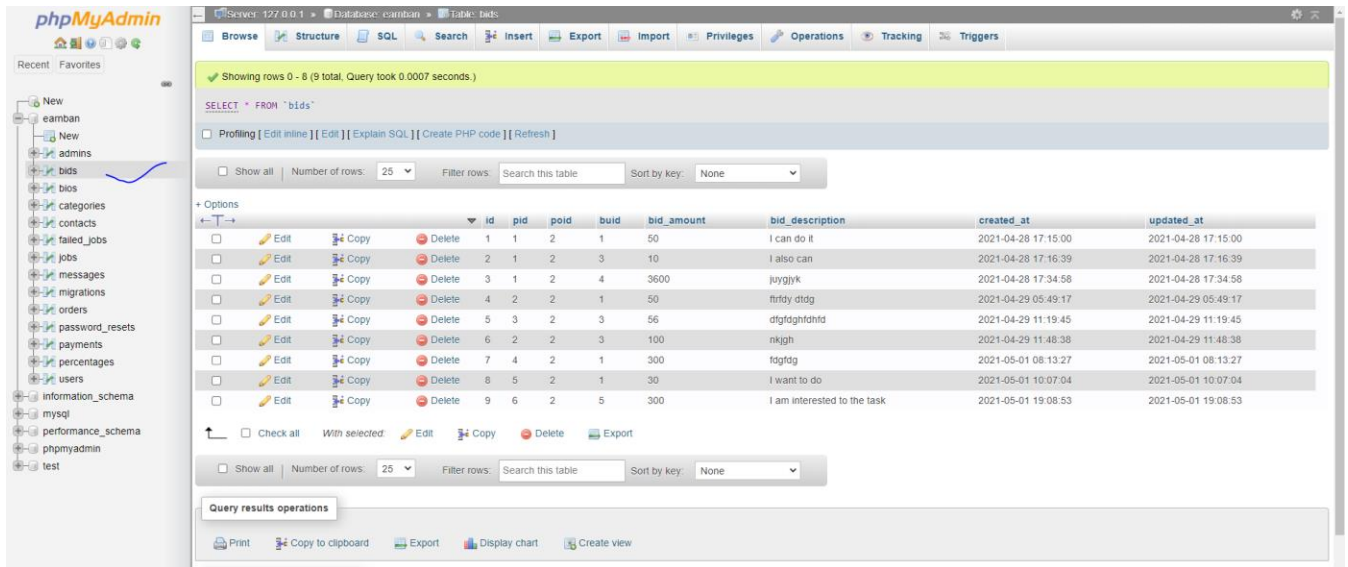 phpMyAdmin
Recent Favorites
New
eamban
New
admins
bids
bios
categories
contacts
failed_jobs
jobs
messages
migrations
orders
password_resets
payments
percentages
users
information_schema
mysql
performance_schema
phpmyadmin
test
Server: 127.0.0.1 » Database: eamban » Table: bids
Browse Structure SQL Search Insert Export Import Privileges Operations Tracking Triggers
Showing rows 0 - 8 (9 total, Query took 0.0007 seconds.)
SELECT * FROM `bids`
Profiling [ Edit inline ] [ Edit ] [ Explain SQL ] [ Create PHP code ] [ Refresh ]
Show all | Number of rows: 25 Filter rows: Search this table Sort by key: None
+ Options
←T→ id pid poid buid bid_amount bid_description created_at updated_at
Edit Copy Delete 1 1 2 1 50 I can do it 2021-04-28 17:15:00 2021-04-28 17:15:00
Edit Copy Delete 2 1 2 3 10 I also can 2021-04-28 17:16:39 2021-04-28 17:16:39
Edit Copy Delete 3 1 2 4 3600 juygjyk 2021-04-28 17:34:58 2021-04-28 17:34:58
Edit Copy Delete 4 2 2 1 50 ftrfdy dtdg 2021-04-29 05:49:17 2021-04-29 05:49:17
Edit Copy Delete 5 3 2 3 56 dfgfdghfdhfd 2021-04-29 11:19:45 2021-04-29 11:19:45
Edit Copy Delete 6 2 2 3 100 nkjgh 2021-04-29 11:48:38 2021-04-29 11:48:38
Edit Copy Delete 7 4 2 1 300 fdgfdg 2021-05-01 08:13:27 2021-05-01 08:13:27
Edit Copy Delete 8 5 2 1 30 I want to do 2021-05-01 10:07:04 2021-05-01 10:07:04
Edit Copy Delete 9 6 2 5 300 I am interested to the task 2021-05-01 19:08:53 2021-05-01 19:08:53
Check all With selected: Edit Copy Delete Export
Show all | Number of rows: 25 Filter rows: Search this table Sort by key: None
Query results operations
Print Copy to clipboard Export Display chart Create view